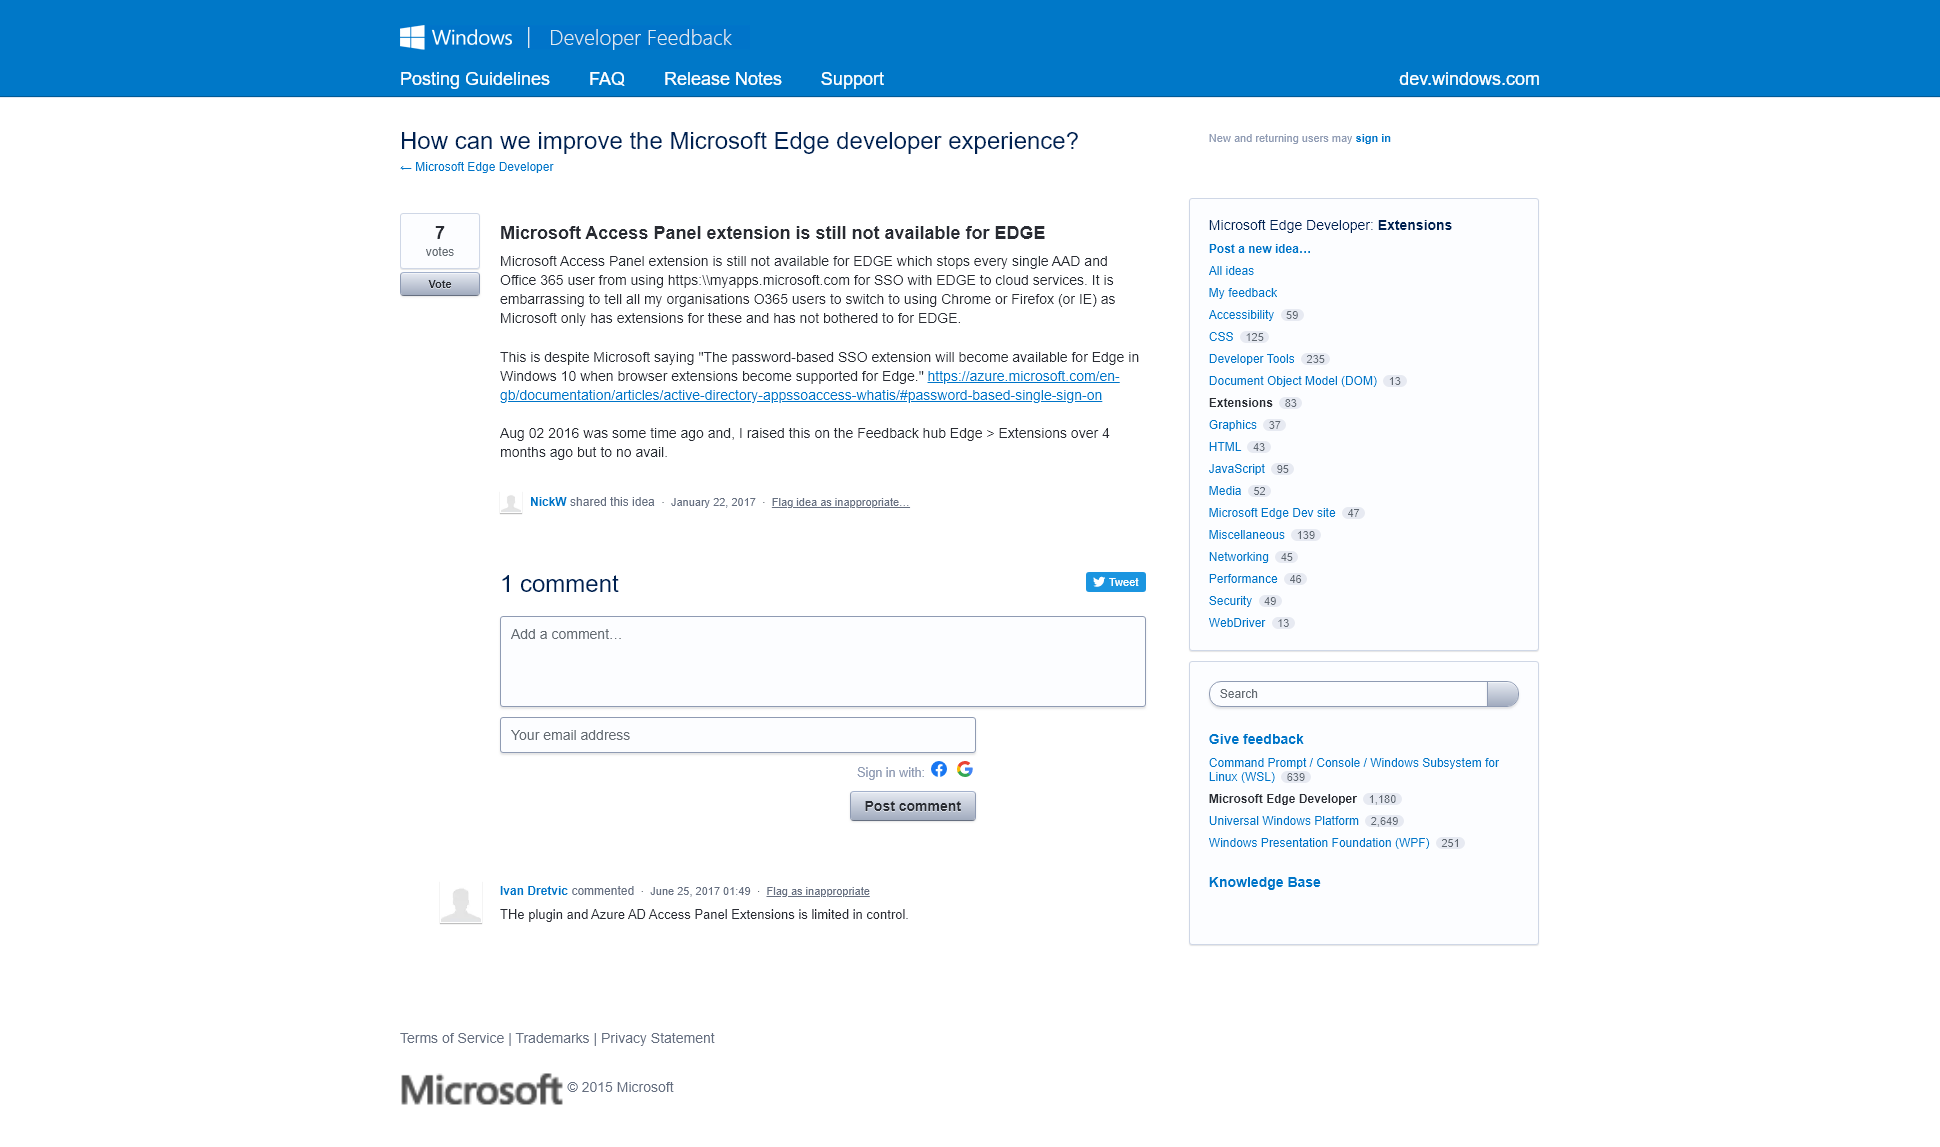 Windows | Developer Feedback
Posting Guidelines FAQ Release Notes Support dev.windows.com
How can we improve the Microsoft Edge developer experience?
← Microsoft Edge Developer
New and returning users may sign in
7
votes
Vote
Microsoft Access Panel extension is still not available for EDGE
Microsoft Access Panel extension is still not available for EDGE which stops every single AAD and
Office 365 user from using https:\\myapps.microsoft.com for SSO with EDGE to cloud services. It is
embarrassing to tell all my organisations O365 users to switch to using Chrome or Firefox (or IE) as
Microsoft only has extensions for these and has not bothered to for EDGE.
This is despite Microsoft saying "The password-based SSO extension will become available for Edge in
Windows 10 when browser extensions become supported for Edge." https://azure.microsoft.com/en-
gb/documentation/articles/active-directory-appssoaccess-whatis/#password-based-single-sign-on
Aug 02 2016 was some time ago and, I raised this on the Feedback hub Edge > Extensions over 4
months ago but to no avail.
NickW shared this idea · January 22, 2017 · Flag idea as inappropriate…
1 comment
Tweet
Add a comment…
Your email address
Sign in with:
Post comment
Ivan Dretvic commented · June 25, 2017 01:49 · Flag as inappropriate
THe plugin and Azure AD Access Panel Extensions is limited in control.
Microsoft Edge Developer: Extensions
Post a new idea…
All ideas
My feedback
Accessibility 59
CSS 125
Developer Tools 235
Document Object Model (DOM) 13
Extensions 83
Graphics 37
HTML 43
JavaScript 95
Media 52
Microsoft Edge Dev site 47
Miscellaneous 139
Networking 45
Performance 46
Security 49
WebDriver 13
Search
Give feedback
Command Prompt / Console / Windows Subsystem for
Linux (WSL) 639
Microsoft Edge Developer 1,180
Universal Windows Platform 2,649
Windows Presentation Foundation (WPF) 251
Knowledge Base
Terms of Service | Trademarks | Privacy Statement
Microsoft © 2015 Microsoft